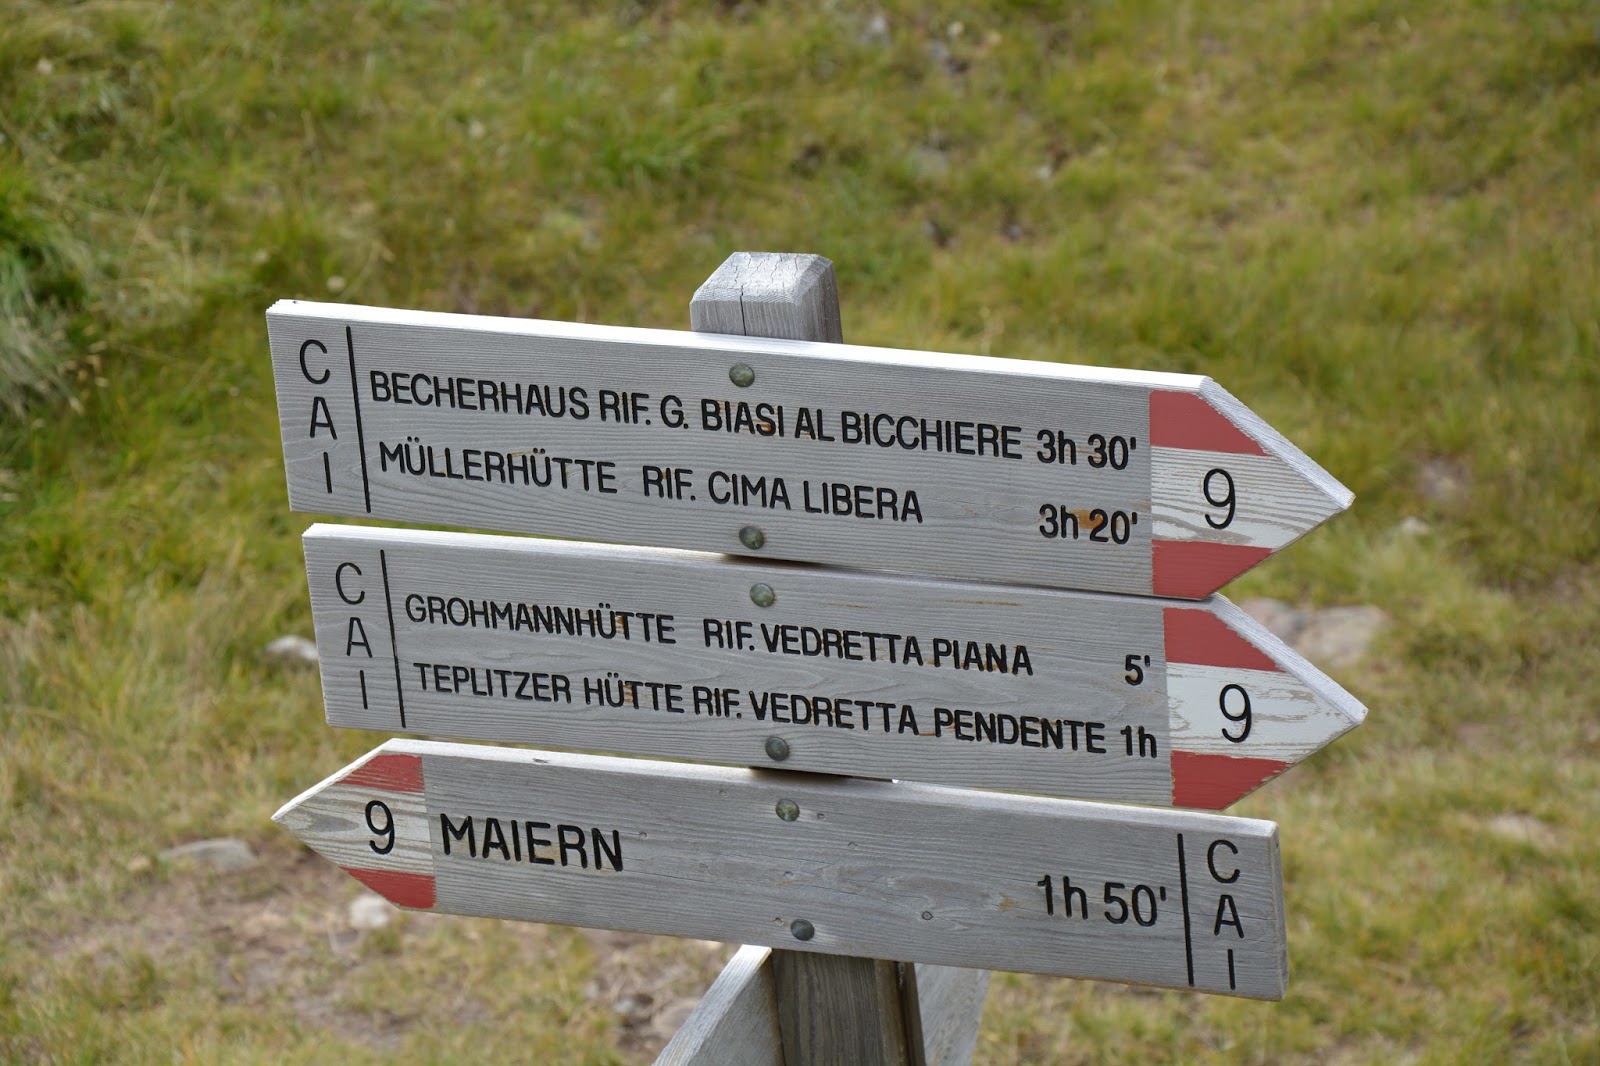 CAI
BECHERHAUS RIF. G. BIASI AL BICCHIERE 3h 30'
MÜLLERHÜTTE RIF. CIMA LIBERA 3h 20'
9
CAI
GROHMANNHÜTTE RIF. VEDRETTA PIANA 5'
TEPLITZER HÜTTE RIF. VEDRETTA PENDENTE 1h
9
9
MAIERN 1h 50'
CAI